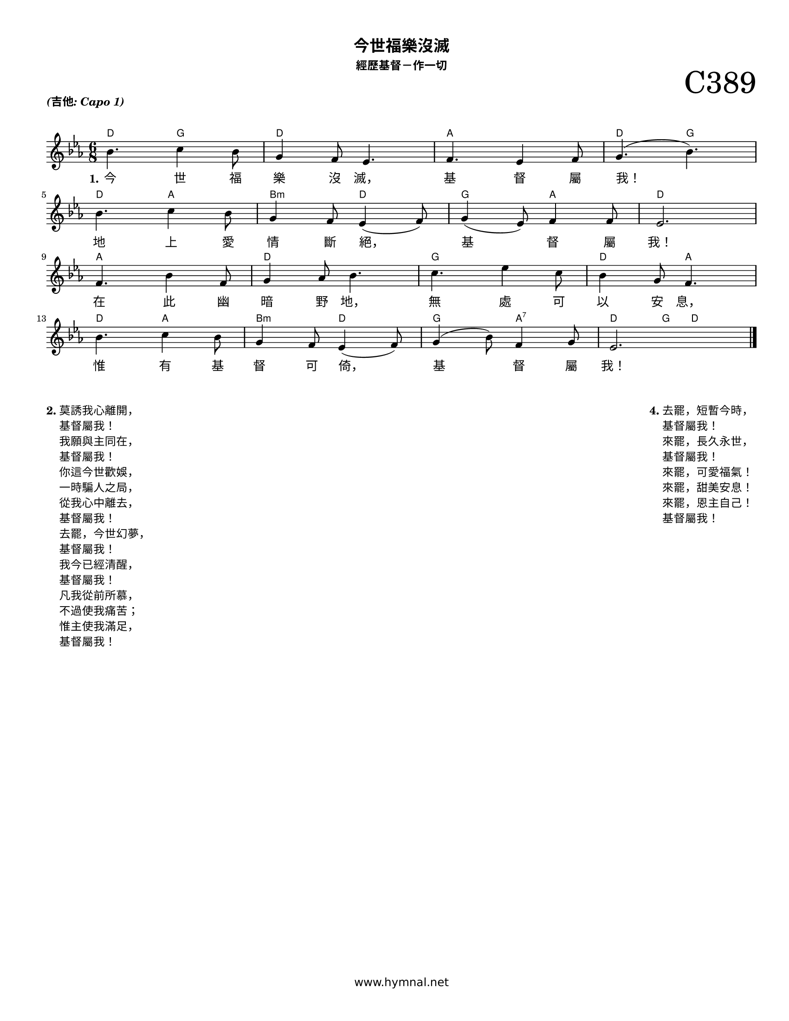 今世福樂沒滅
經歷基督－作一切
C389
(吉他: Capo 1)
D G D A D G
1. 今 世 福 樂 沒 滅， 基 督 屬 我！
5 D A Bm D G A D
地 上 愛 情 斷 絕， 基 督 屬 我！
9 A D G D A
在 此 幽 暗 野 地， 無 處 可 以 安 息，
13 D A Bm D G A7 D G D
惟 有 基 督 可 倚， 基 督 屬 我！
2. 莫誘我心離開，
基督屬我！
我願與主同在，
基督屬我！
你這今世歡娛，
一時騙人之局，
從我心中離去，
基督屬我！
去罷，今世幻夢，
基督屬我！
我今已經清醒，
基督屬我！
凡我從前所慕，
不過使我痛苦；
惟主使我滿足，
基督屬我！
4. 去罷，短暫今時，
基督屬我！
來罷，長久永世，
基督屬我！
來罷，可愛福氣！
來罷，甜美安息！
來罷，恩主自己！
基督屬我！
www.hymnal.net